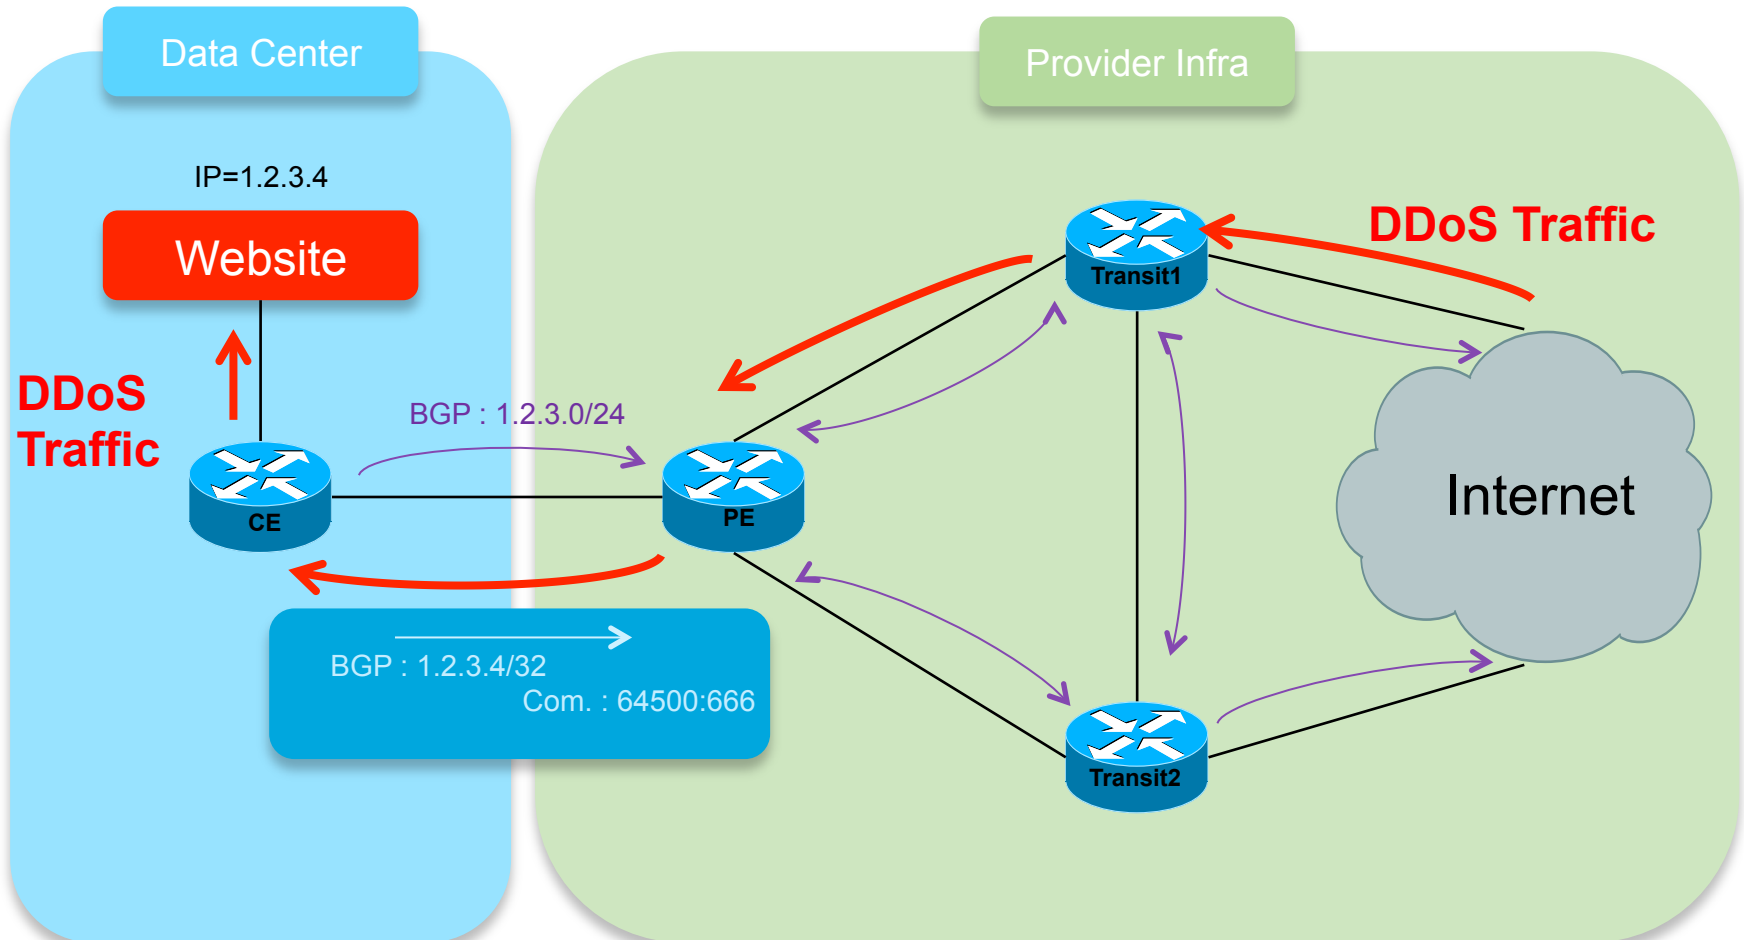 Data Center
Provider Infra
IP=1.2.3.4
Website
DDoS Traffic
Transit1
DDoS
Traffic
BGP : 1.2.3.0/24
CE
PE
Internet
BGP : 1.2.3.4/32
Com. : 64500:666
Transit2